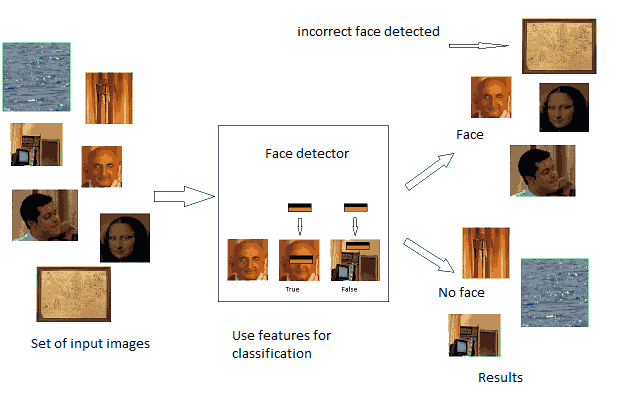 incorrect face detected
Face
Face detector
True
False
No face
Set of input images
Use features for
classification
Results